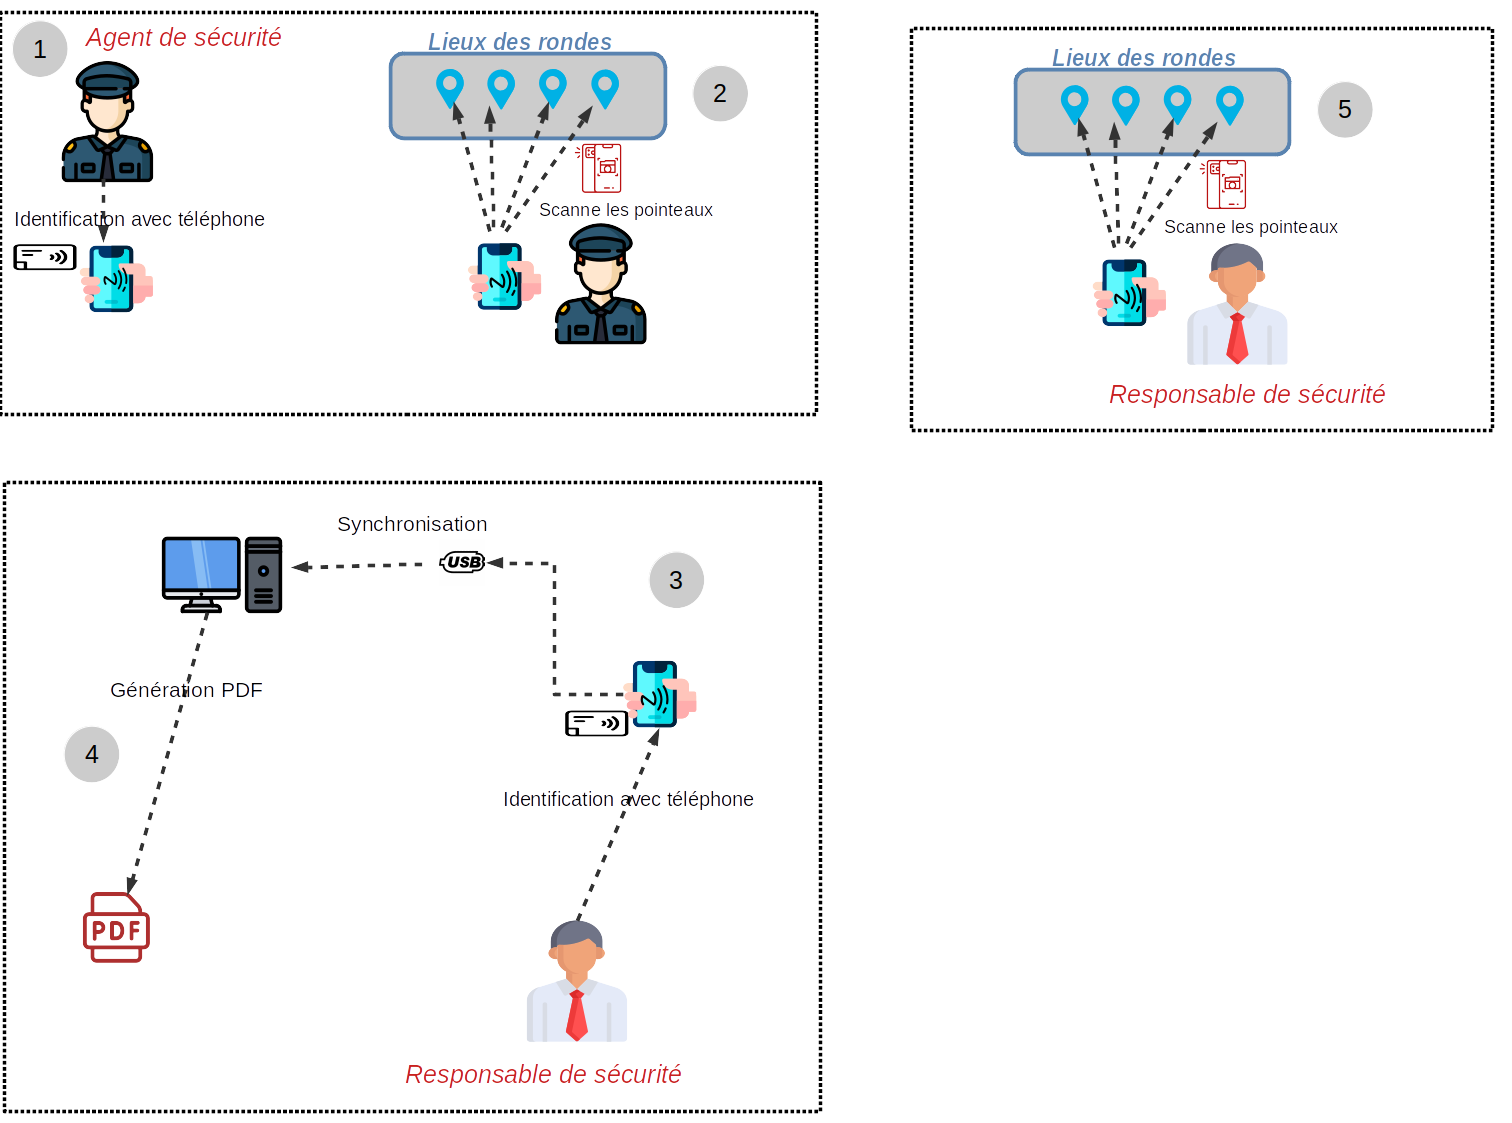 1
Agent de sécurité
Lieux des rondes
2
Scanne les pointeaux
Identification avec téléphone
Lieux des rondes
5
Scanne les pointeaux
Responsable de sécurité
Synchronisation
USB
3
Génération PDF
4
Identification avec téléphone
PDF
Responsable de sécurité